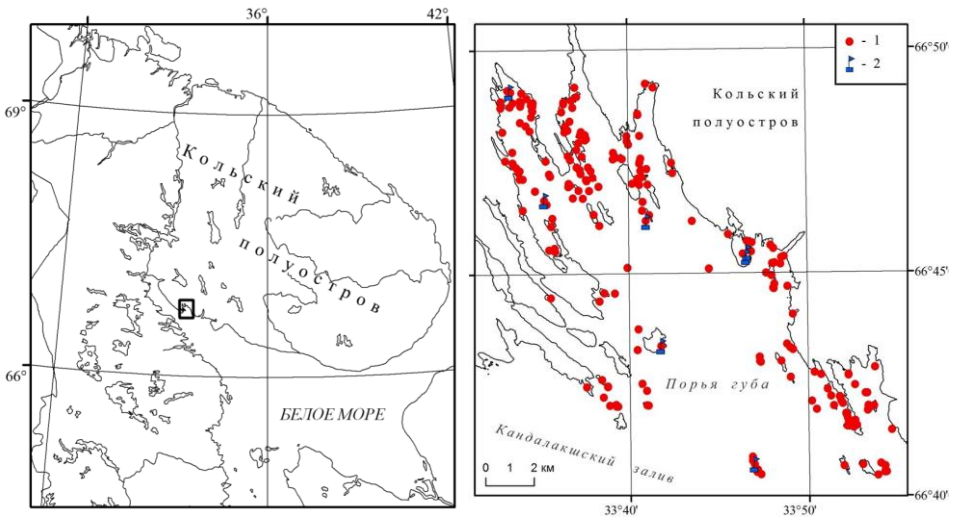 36°
42°
69°
66°
Кольский
полуостров
БЕЛОЕ МОРЕ
- 1
- 2
66°50'
Кольский
полуостров
66°45'
Порья губа
Кандалакшский залив
0 1 2 км
66°40'
33°40'
33°50'